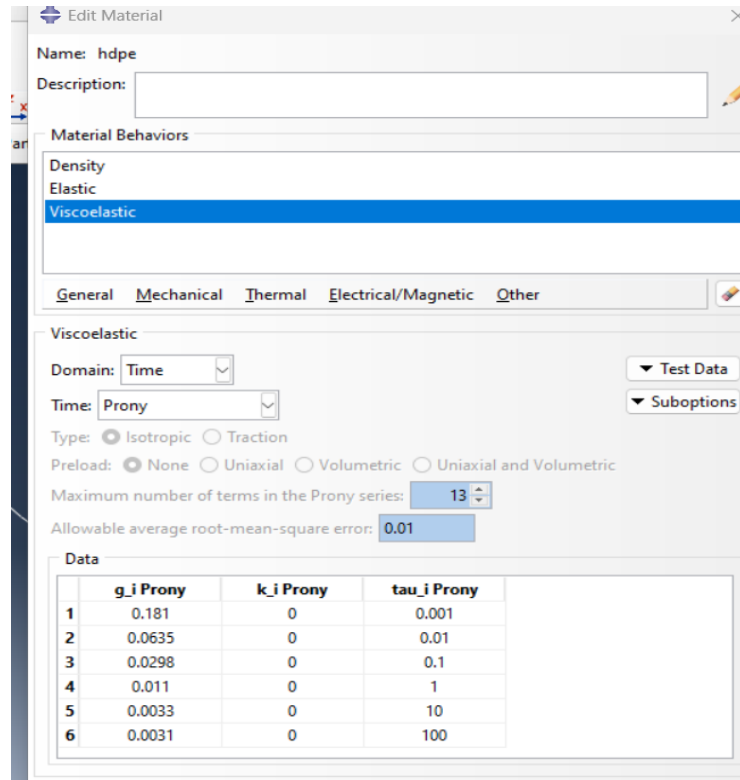 Edit Material
Name: hdpe
Description:
Material Behaviors
Density
Elastic
Viscoelastic
General Mechanical Thermal Electrical/Magnetic Other
Viscoelastic
Domain: Time
Test Data
Time: Prony
Suboptions
Type: Isotropic Traction
Preload: None Uniaxial Volumetric Uniaxial and Volumetric
Maximum number of terms in the Prony series: 13
Allowable average root-mean-square error: 0.01
Data
g_i Prony k_i Prony tau_i Prony
1 0.181 0 0.001
2 0.0635 0 0.01
3 0.0298 0 0.1
4 0.011 0 1
5 0.0033 0 10
6 0.0031 0 100